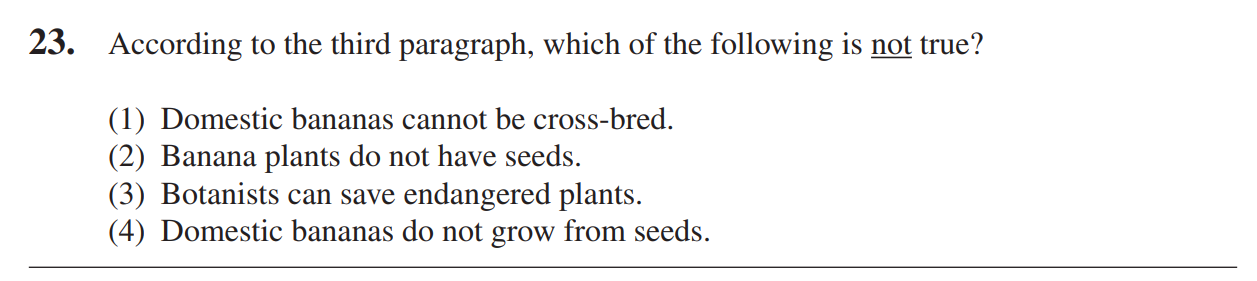 23. According to the third paragraph, which of the following is not true?
(1) Domestic bananas cannot be cross-bred.
(2) Banana plants do not have seeds.
(3) Botanists can save endangered plants.
(4) Domestic bananas do not grow from seeds.